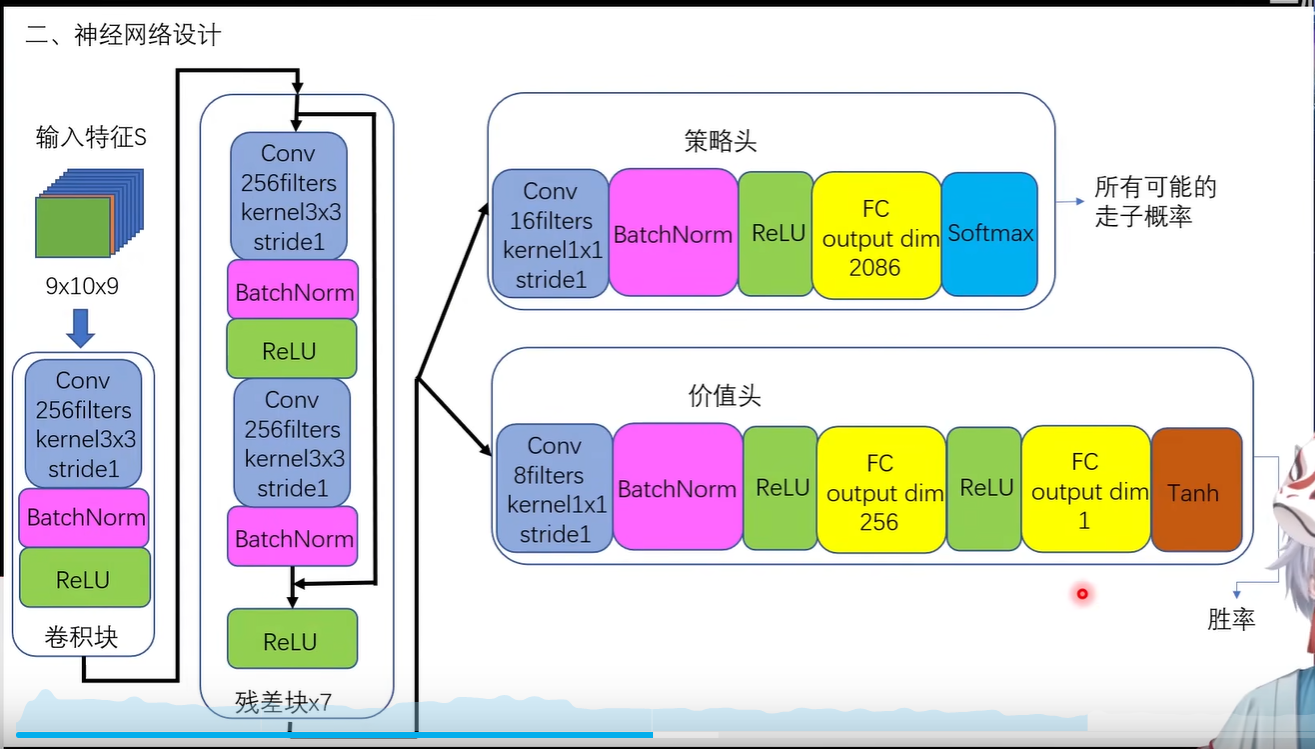 二、神经网络设计
输入特征S
9x10x9
Conv
256filters
kernel3x3
stride1
BatchNorm
ReLU
卷积块
Conv
256filters
kernel3x3
stride1
BatchNorm
ReLU
Conv
256filters
kernel3x3
stride1
BatchNorm
ReLU
残差块x7
策略头
Conv
16filters
kernel1x1
stride1
BatchNorm
ReLU
FC
output dim
2086
Softmax
所有可能的
走子概率
价值头
Conv
8filters
kernel1x1
stride1
BatchNorm
ReLU
FC
output dim
256
ReLU
FC
output dim
1
Tanh
胜率